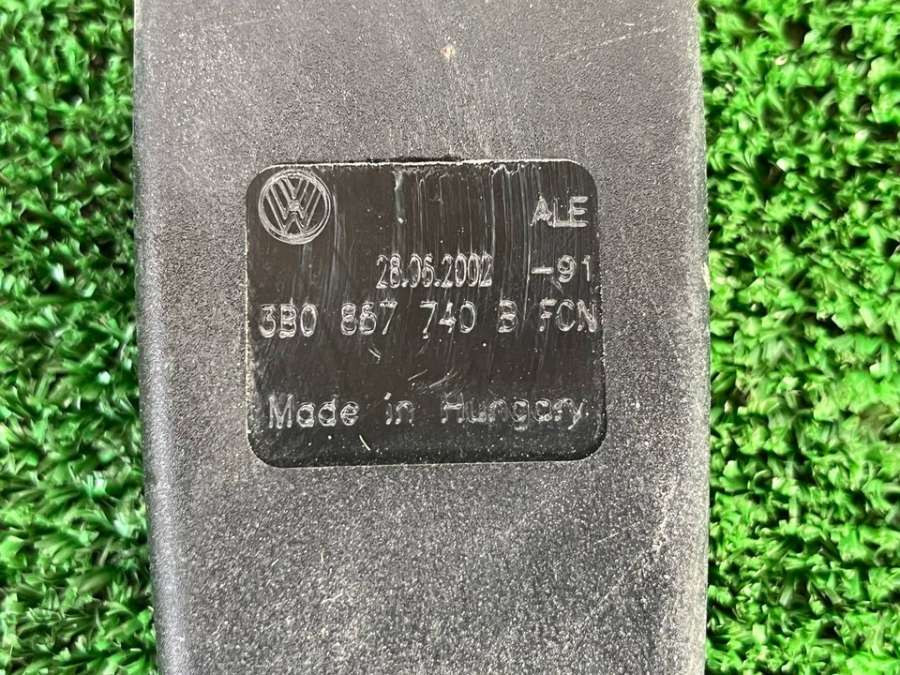 ALE
28.06.2002 -91
3B0 857 740 B FCN
Made in Hungary